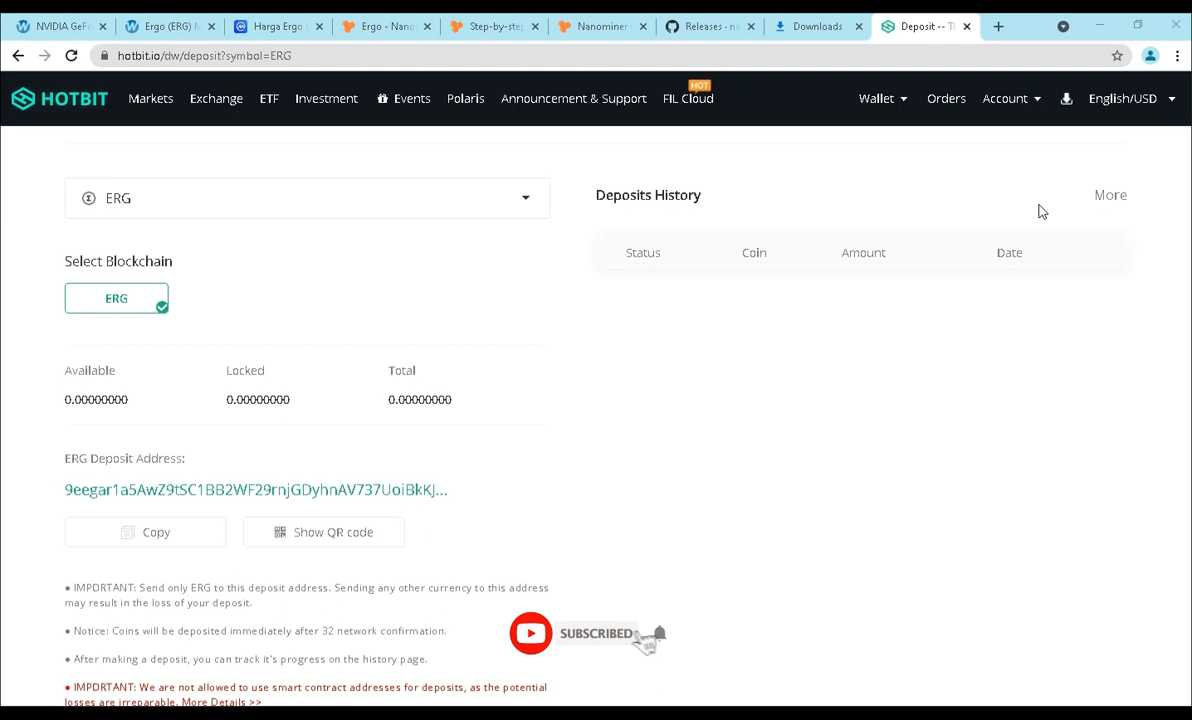 NVIDIA GeF
Ergo (ERG) M
Harga Ergo (
Ergo - Nano
Step-by-ste
Nanominer
Releases · na
Downloads
Deposit -- T
hotbit.io/dw/deposit?symbol=ERG
HOTBIT
Markets
Exchange
ETF
Investment
Events
Polaris
Announcement & Support
HOT
FIL Cloud
Wallet
Orders
Account
English/USD
ERG
Deposits History
More
Status
Coin
Amount
Date
Select Blockchain
ERG
Available
Locked
Total
0.00000000
0.00000000
0.00000000
ERG Deposit Address:
9eegar1a5AwZ9tSC1BB2WF29rnjGDyhnAV737UoiBkKJ...
Copy
Show QR code
• IMPORTANT: Send only ERG to this deposit address. Sending any other currency to this address
may result in the loss of your deposit.
• Notice: Coins will be deposited immediately after 32 network confirmation.
SUBSCRIBED
• After making a deposit, you can track it's progress on the history page.
• IMPORTANT: We are not allowed to use smart contract addresses for deposits, as the potential
losses are irreparable. More Details >>